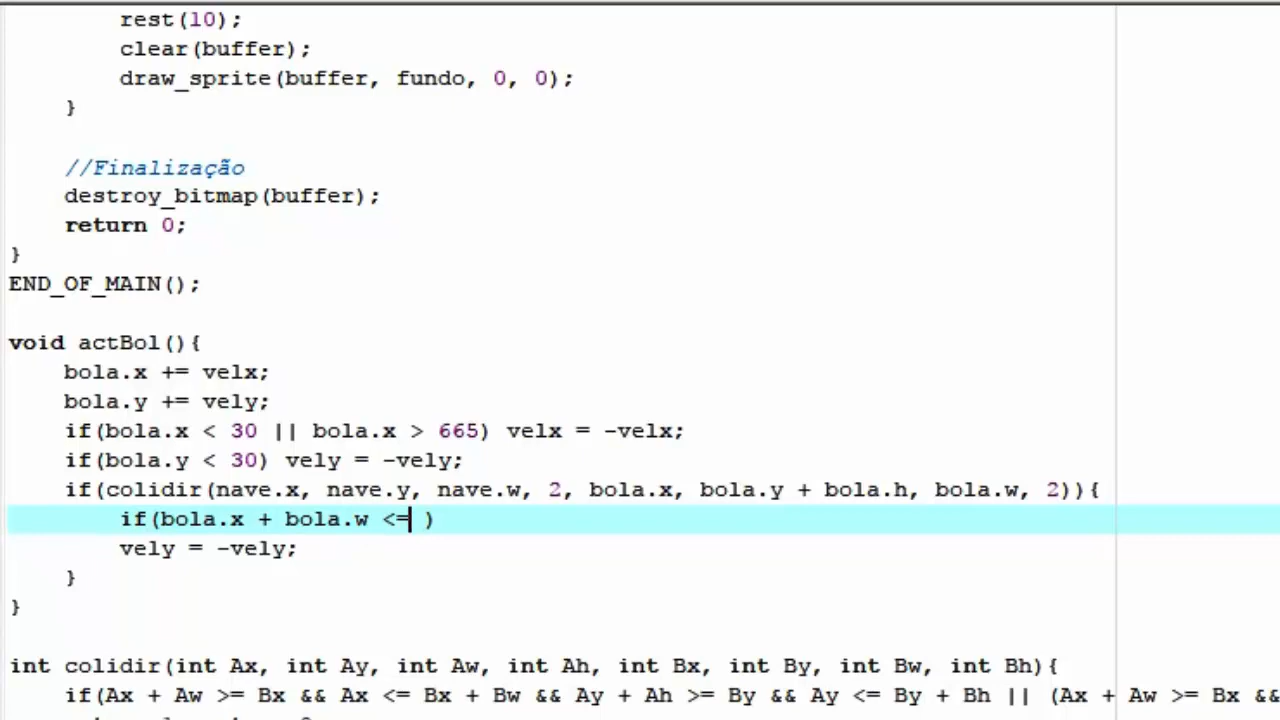 rest(10);
clear(buffer);
draw_sprite(buffer, fundo, 0, 0);
}
//Finalização
destroy_bitmap(buffer);
return 0;
}
END_OF_MAIN();
void actBol(){
bola.x += velx;
bola.y += vely;
if(bola.x < 30 || bola.x > 665) velx = -velx;
if(bola.y < 30) vely = -vely;
if(colidir(nave.x, nave.y, nave.w, 2, bola.x, bola.y + bola.h, bola.w, 2)){
if(bola.x + bola.w <= )
vely = -vely;
}
}
int colidir(int Ax, int Ay, int Aw, int Ah, int Bx, int By, int Bw, int Bh){
if(Ax + Aw >= Bx && Ax <= Bx + Bw && Ay + Ah >= By && Ay <= By + Bh || (Ax + Aw >= Bx &&